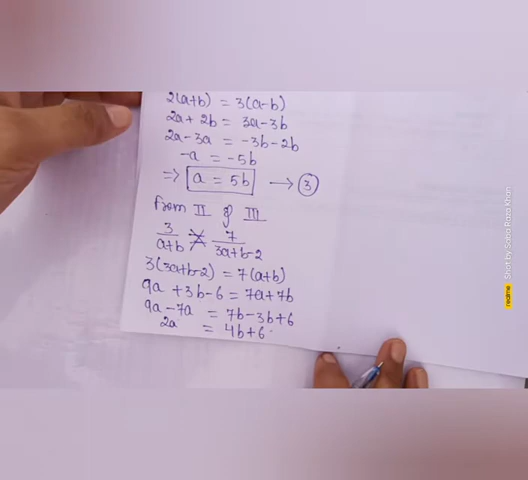 2(a+b) = 3(a-b)
2a + 2b = 3a-3b
2a-3a = -3b-2b
-a = -5b
=> a = 5b → 3
From II & III
3/a+b = 7/3a+b-2
3(3a+b-2) = 7(a+b)
9a + 3b-6 = 7a+7b
9a-7a = 7b-3b+6
2a = 4b+6
realme Shot by Sabia Raza Khan